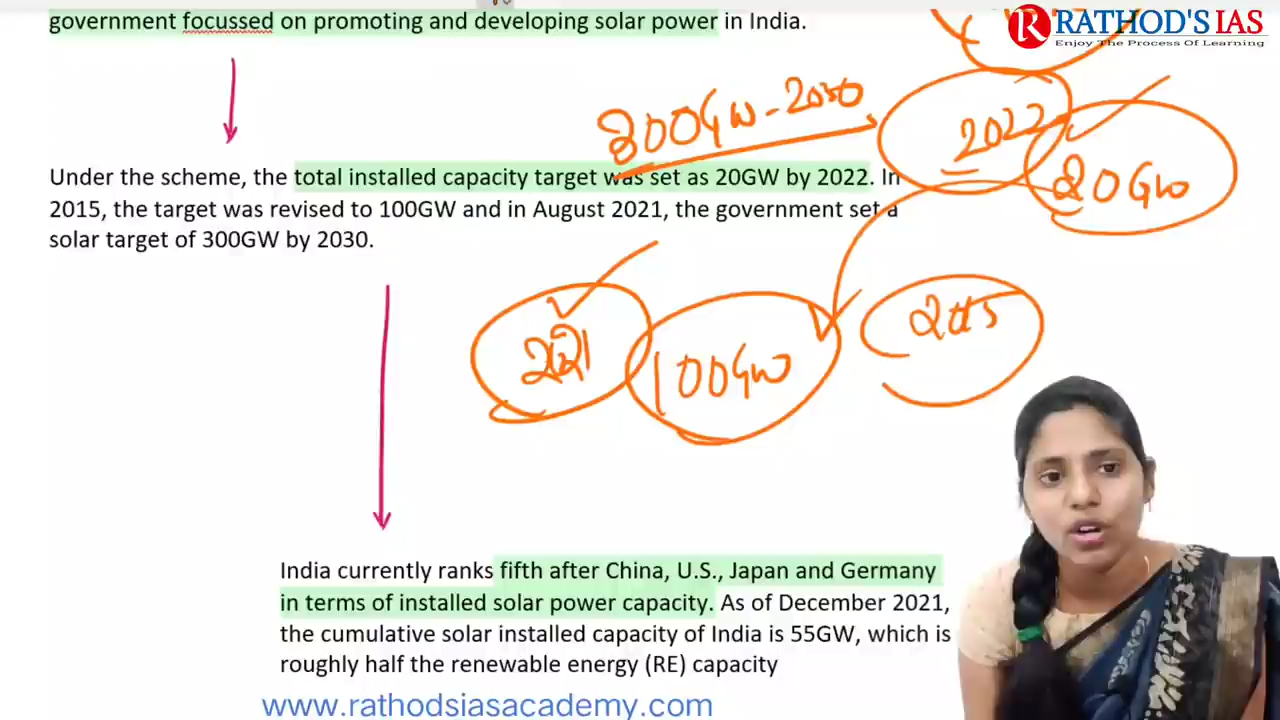 government focussed on promoting and developing solar power in India.
RATHOD'S IAS
Enjoy The Process Of Learning
300GW - 2030
2022
20GW
Under the scheme, the total installed capacity target was set as 20GW by 2022. In
2015, the target was revised to 100GW and in August 2021, the government set a
solar target of 300GW by 2030.
2021
100GW
2015
India currently ranks fifth after China, U.S., Japan and Germany
in terms of installed solar power capacity. As of December 2021,
the cumulative solar installed capacity of India is 55GW, which is
roughly half the renewable energy (RE) capacity
www.rathodsiasacademy.com